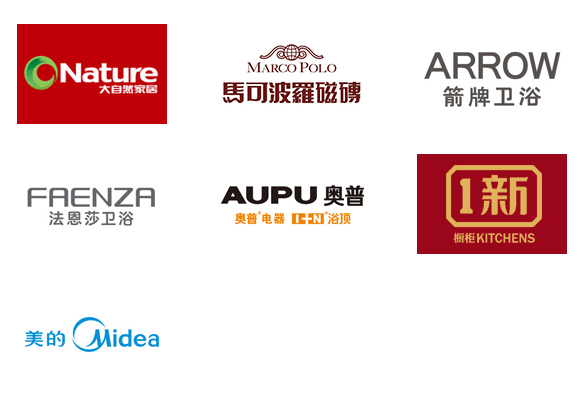 Nature
大自然家居
MARCO POLO
馬可波羅磁磚
ARROW
箭牌卫浴
FAENZA
法恩莎卫浴
AUPU 奥普
奥普®电器 1+N®浴顶
1新
橱柜KITCHENS
美的 Midea